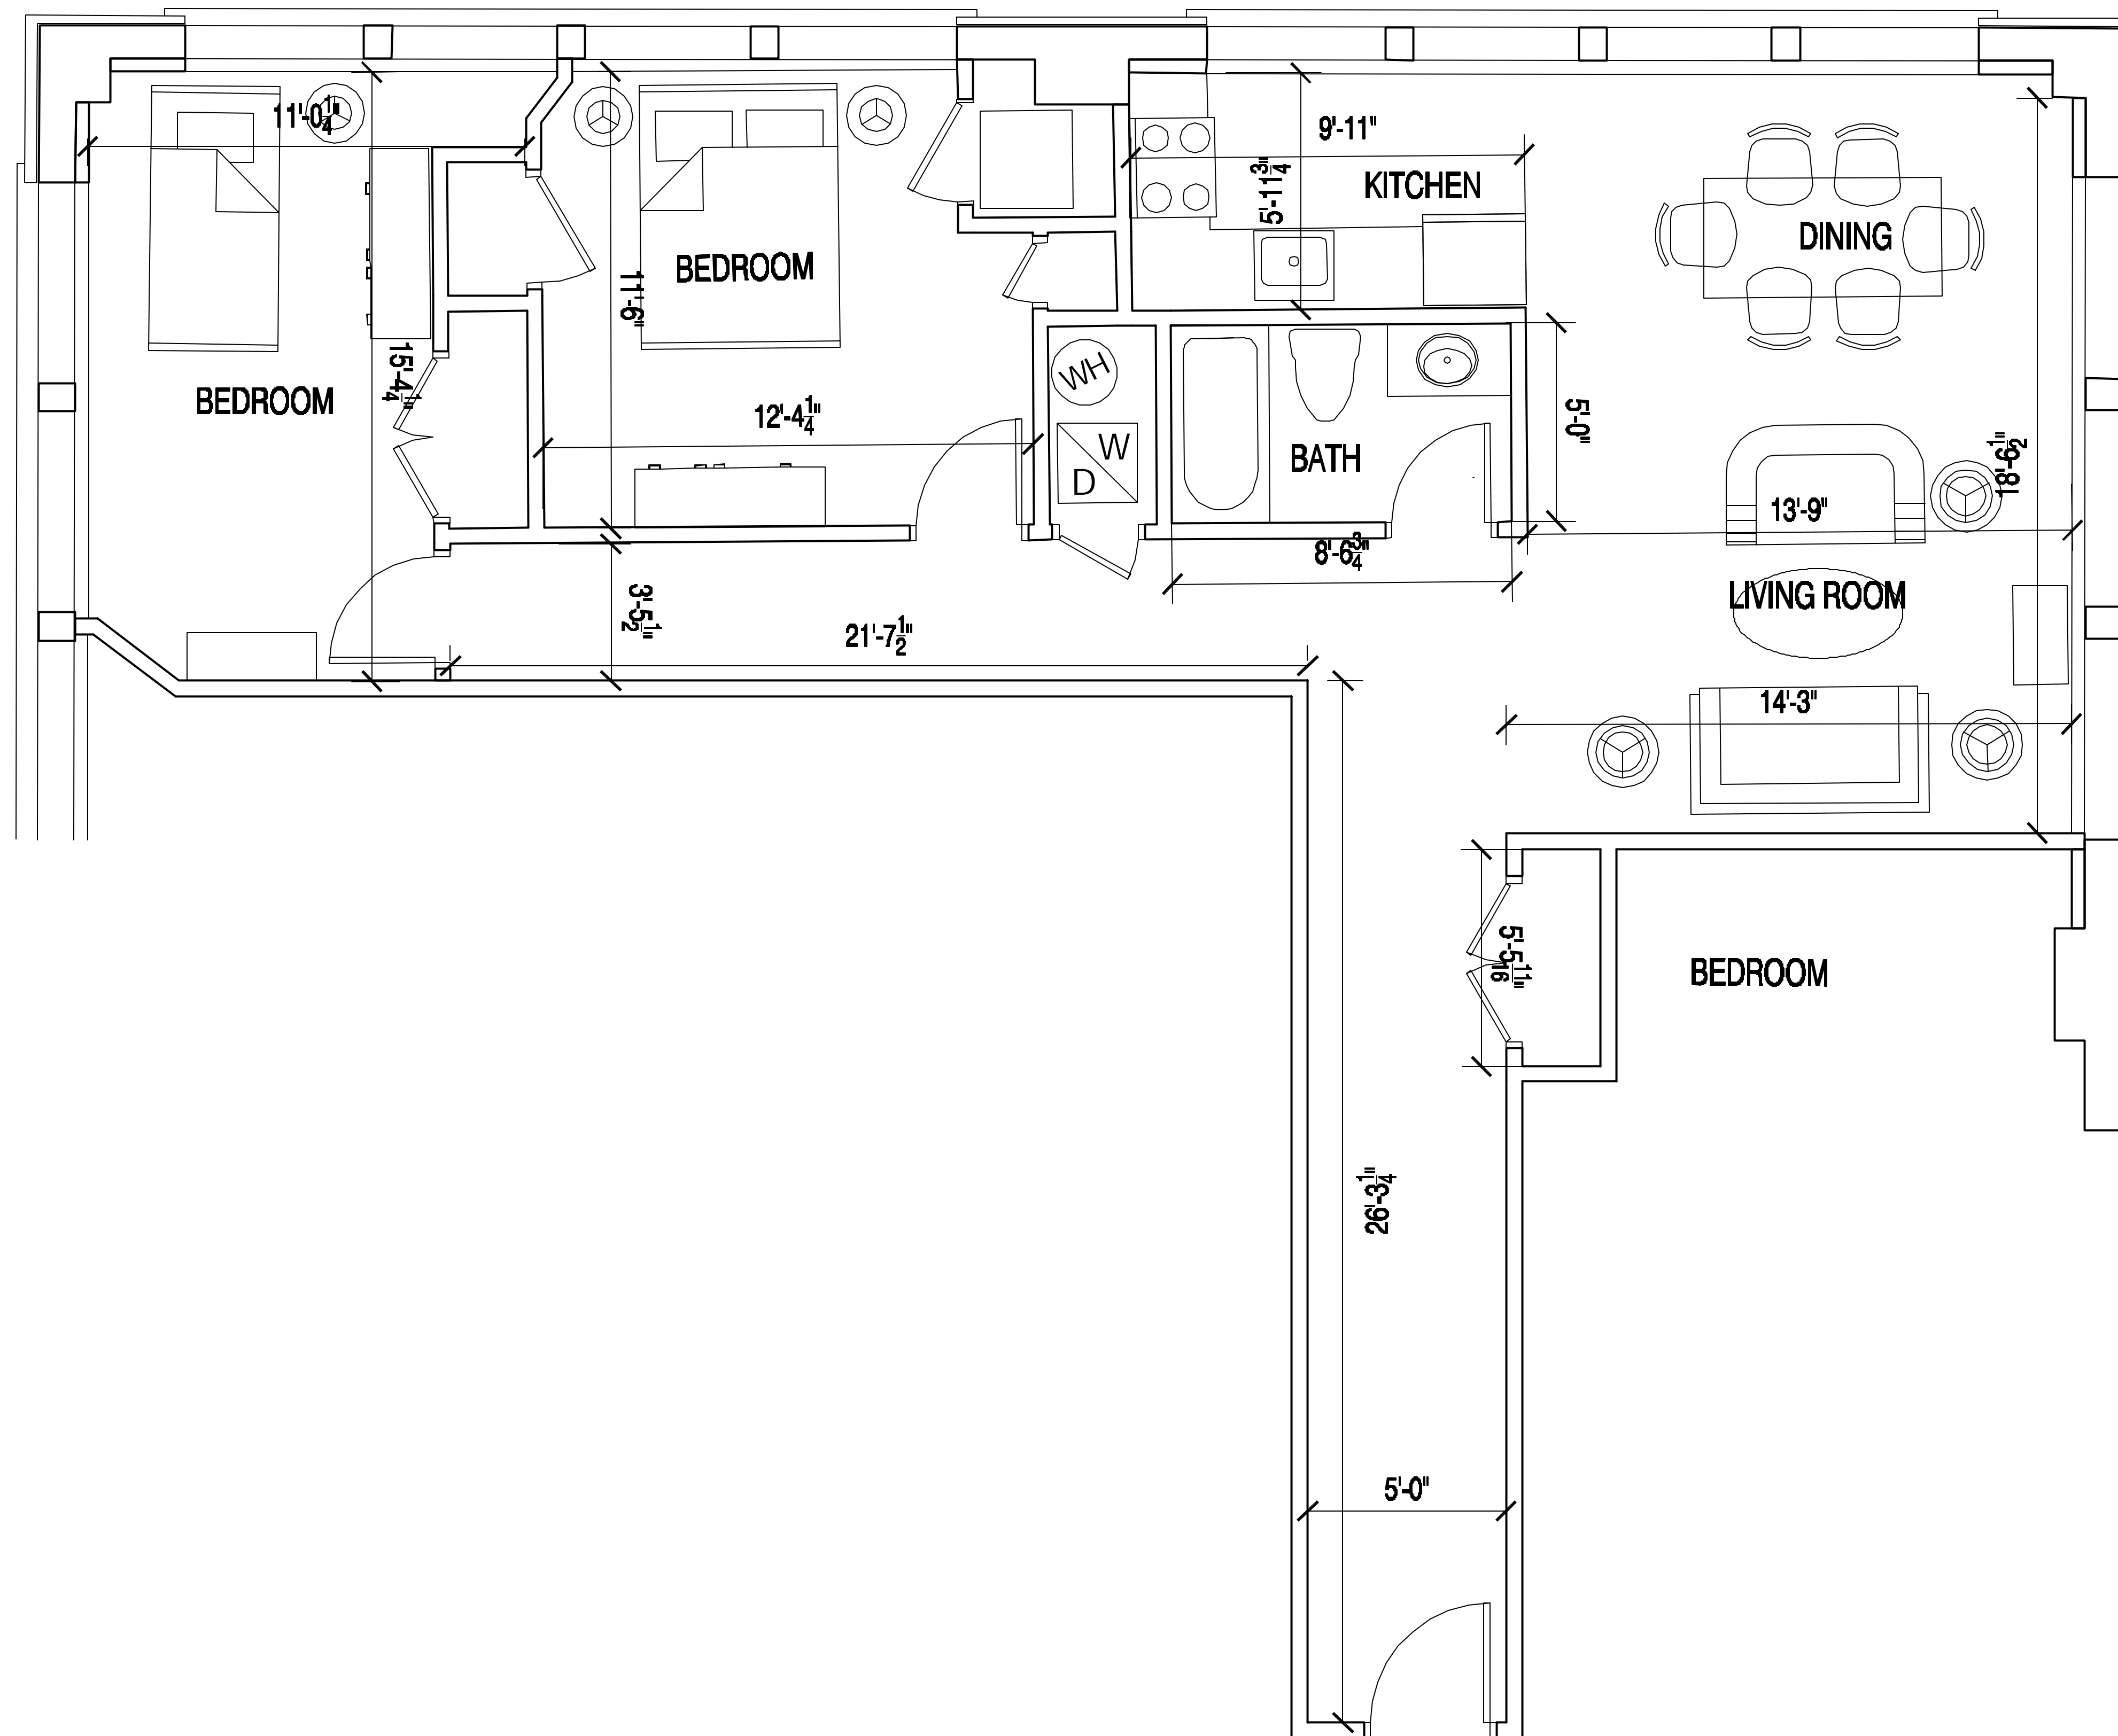 11'-0 1/4"
9'-11"
5'-11 3/4"
KITCHEN
DINING
BEDROOM
11'-6"
WH
15'-4 1/4"
BEDROOM
12'-4 1/4"
W
D
BATH
5'-0"
18'-6 1/2"
13'-9"
8'-6 3/4"
3'-5 1/2"
LIVING ROOM
21'-7 1/2"
14'-3"
5'-5 11/16"
BEDROOM
26'-3 1/4"
5'-0"